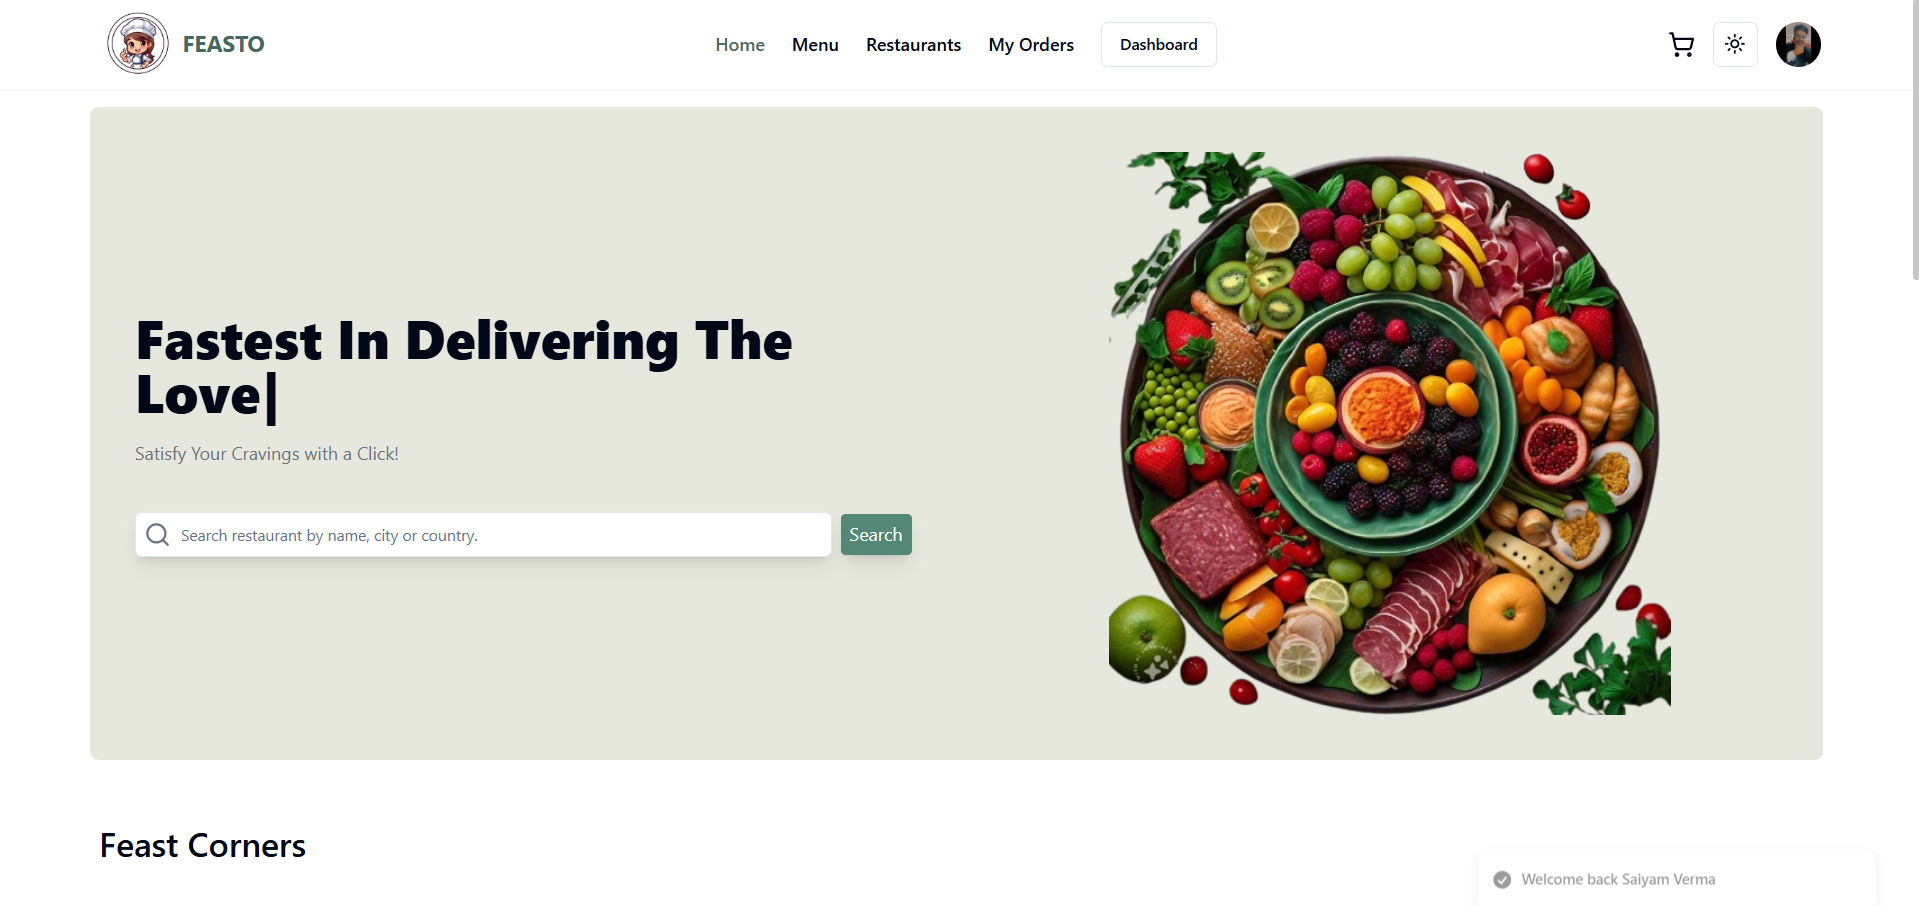 FEASTO
Home
Menu
Restaurants
My Orders
Dashboard
Fastest In Delivering The
Love|
Satisfy Your Cravings with a Click!
Search restaurant by name, city or country.
Search
Feast Corners
Welcome back Saiyam Verma